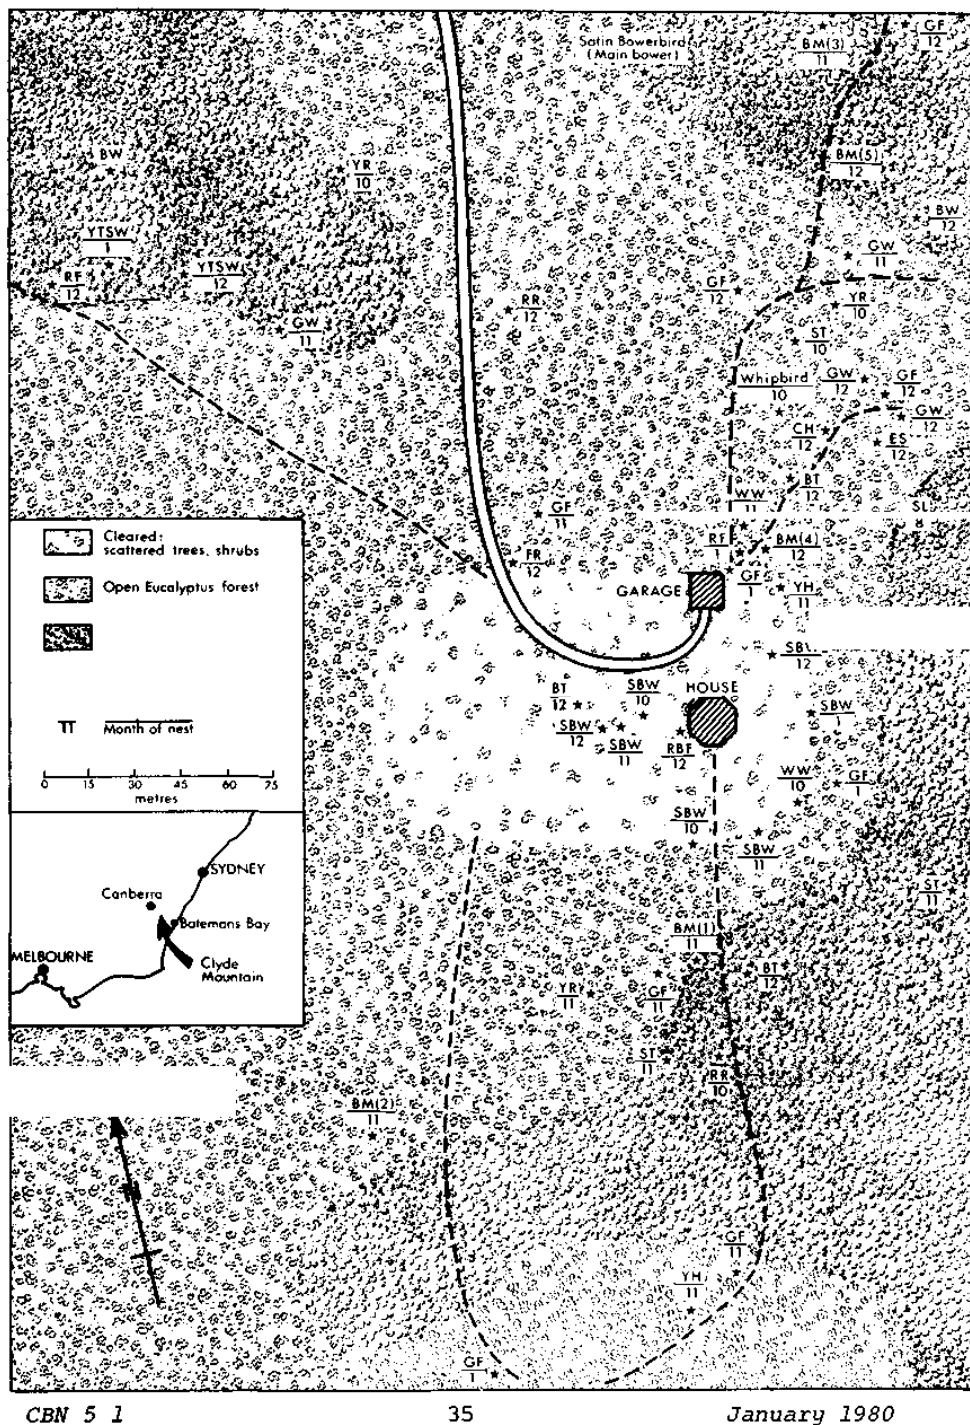 Satin Bowerbird
(Main bower)
BM(3)
11
GF
12
BW
YR
10
BM(5)
12
BW
12
YTSW
1
RF
12
YTSW
12
GW
11
GF
12
RR
12
YR
10
GW
11
ST
10
Whipbird
10
GW
12
GF
12
GW
12
CH
12
ES
12
BT
12
WW
11
SL
GF
11
RF
1
BM(4)
12
FR
12
GARAGE
GF
1
YH
11
Cleared:
scattered trees, shrubs
Open Eucalyptus forest
12
BT
12
SBW
10
HOUSE
SBW
1
SBW
12
SBW
11
RBF
12
11
Month of nest
0 15 30 45 60 75
metres
WW
10
GF
1
SBW
10
SBW
11
SYDNEY
Canberra
Batemans Bay
MELBOURNE
Clyde
Mountain
ST
11
BM(1)
11
BT
12
YR
11
GF
11
ST
11
RR
10
BM(2)
11
N
GF
11
YH
11
GF
1
CBN 5 1 35 January 1980